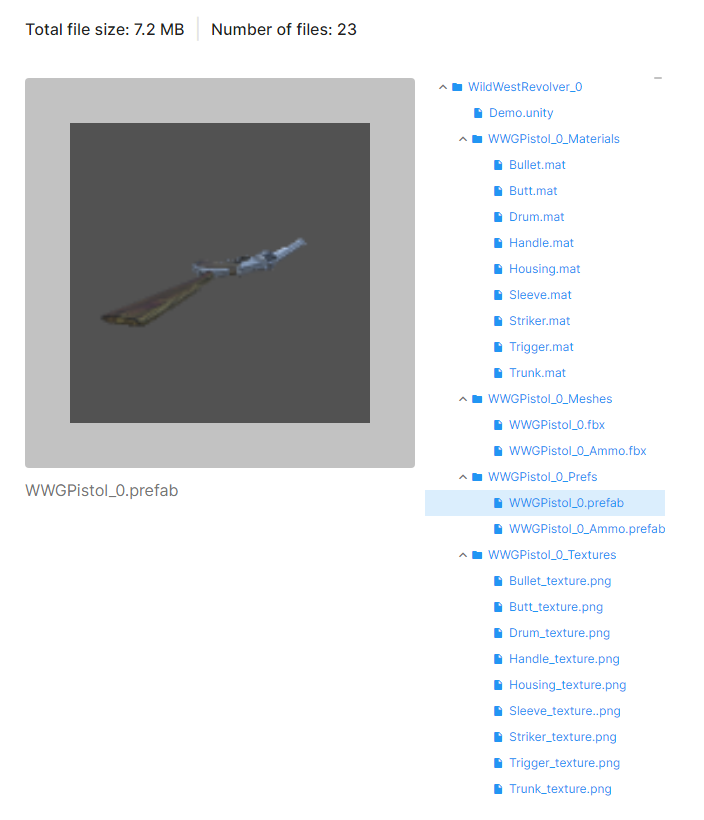 Total file size: 7.2 MB Number of files: 23
WildWestRevolver_0
Demo.unity
WWGPistol_0_Materials
Bullet.mat
Butt.mat
Drum.mat
Handle.mat
Housing.mat
Sleeve.mat
Striker.mat
Trigger.mat
Trunk.mat
WWGPistol_0_Meshes
WWGPistol_0.fbx
WWGPistol_0_Ammo.fbx
WWGPistol_0_Prefs
WWGPistol_0.prefab
WWGPistol_0_Ammo.prefab
WWGPistol_0_Textures
Bullet_texture.png
Butt_texture.png
Drum_texture.png
Handle_texture.png
Housing_texture.png
Sleeve_texture..png
Striker_texture.png
Trigger_texture.png
Trunk_texture.png
WWGPistol_0.prefab